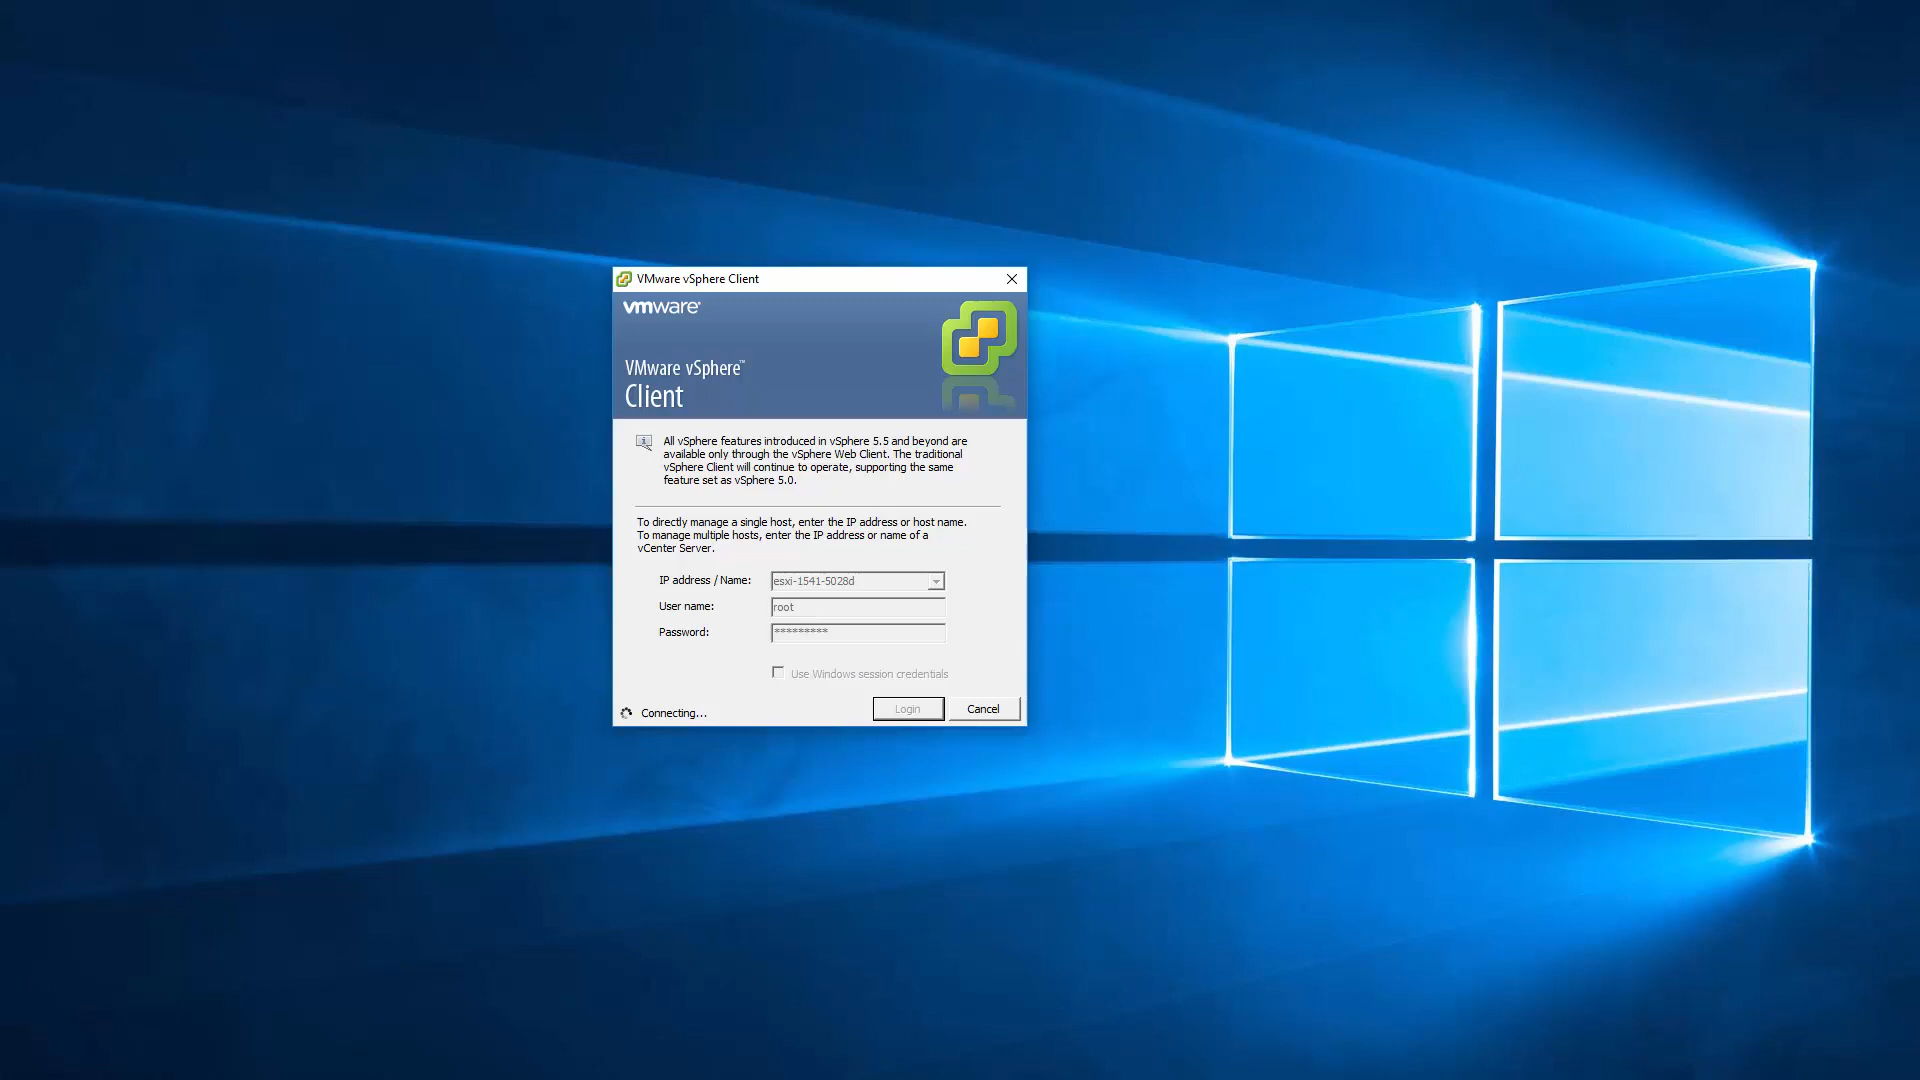 VMware vSphere Client
vmware®
VMware vSphere™
Client
All vSphere features introduced in vSphere 5.5 and beyond are
available only through the vSphere Web Client. The traditional
vSphere Client will continue to operate, supporting the same
feature set as vSphere 5.0.
To directly manage a single host, enter the IP address or host name.
To manage multiple hosts, enter the IP address or name of a
vCenter Server.
IP address / Name: esxi-1541-5028d
User name: root
Password: *********
Use Windows session credentials
Connecting... Login Cancel